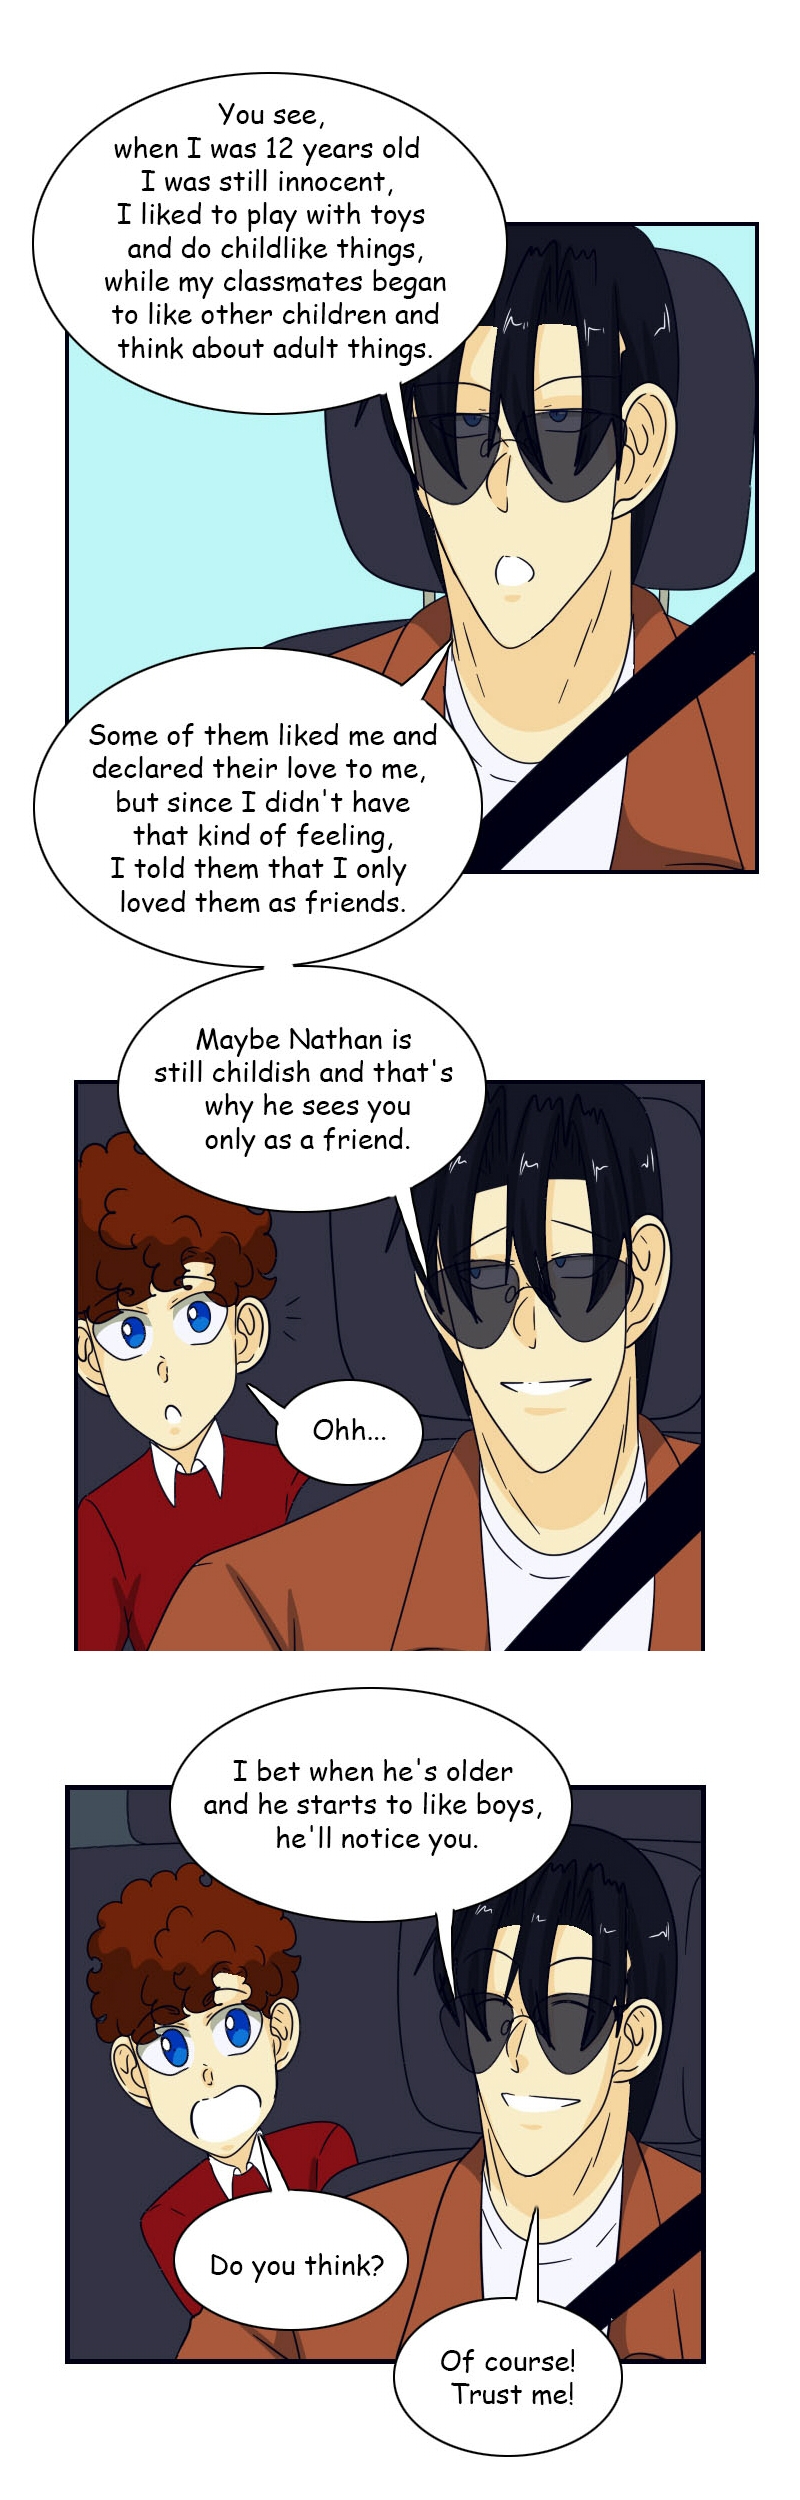 You see,
when I was 12 years old
I was still innocent,
I liked to play with toys
and do childlike things,
while my classmates began
to like other children and
think about adult things.
Some of them liked me and
declared their love to me,
but since I didn't have
that kind of feeling,
I told them that I only
loved them as friends.
Maybe Nathan is
still childish and that's
why he sees you
only as a friend.
Ohh...
I bet when he's older
and he starts to like boys,
he'll notice you.
Do you think?
Of course!
Trust me!